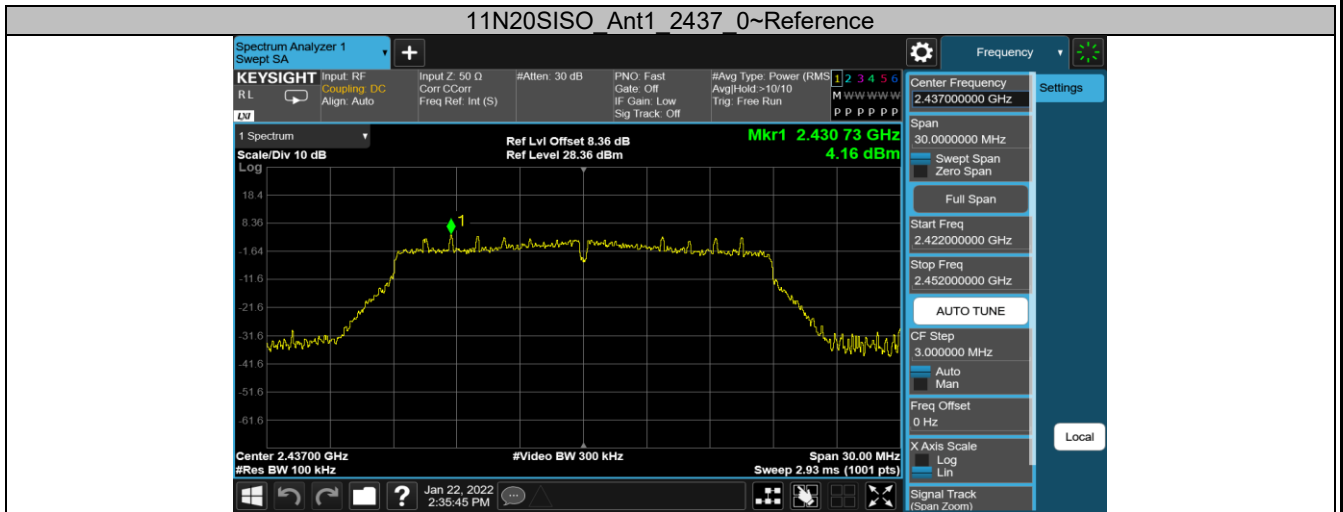 11N20SISO_Ant1_2437_0~Reference
Spectrum Analyzer 1
Swept SA
+
Frequency
KEYSIGHT
RL
LXI
Input: RF
Coupling: DC
Align: Auto
Input Z: 50 Ω
Corr CCorr
Freq Ref: Int (S)
#Atten: 30 dB
PNO: Fast
Gate: Off
IF Gain: Low
Sig Track: Off
#Avg Type: Power (RMS
Avg|Hold:>10/10
Trig: Free Run
1 2 3 4 5 6
M W W W W W
P P P P P P
1 Spectrum
Scale/Div 10 dB
Log
Ref Lvl Offset 8.36 dB
Ref Level 28.36 dBm
Mkr1 2.430 73 GHz
4.16 dBm
18.4
8.36
-1.64
-11.6
-21.6
-31.6
-41.6
-51.6
-61.6
1
Center 2.43700 GHz
#Res BW 100 kHz
#Video BW 300 kHz
Span 30.00 MHz
Sweep 2.93 ms (1001 pts)
?
Jan 22, 2022
2:35:45 PM
Center Frequency
2.437000000 GHz
Span
30.0000000 MHz
Swept Span
Zero Span
Full Span
Start Freq
2.422000000 GHz
Stop Freq
2.452000000 GHz
AUTO TUNE
CF Step
3.000000 MHz
Auto
Man
Freq Offset
0 Hz
X Axis Scale
Log
Lin
Signal Track
(Span Zoom)
Settings
Local